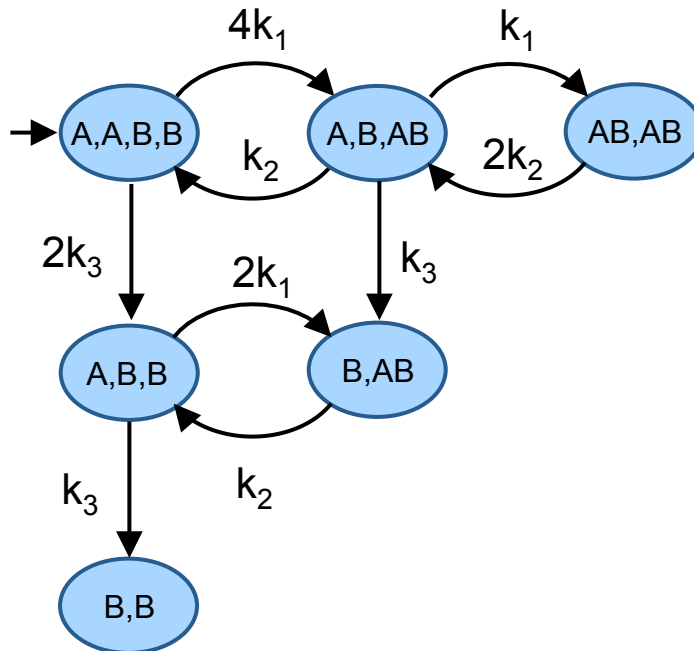 4k₁
k₁
A,A,B,B
A,B,AB
AB,AB
k₂
2k₂
2k₃
k₃
2k₁
A,B,B
B,AB
k₃
k₂
B,B